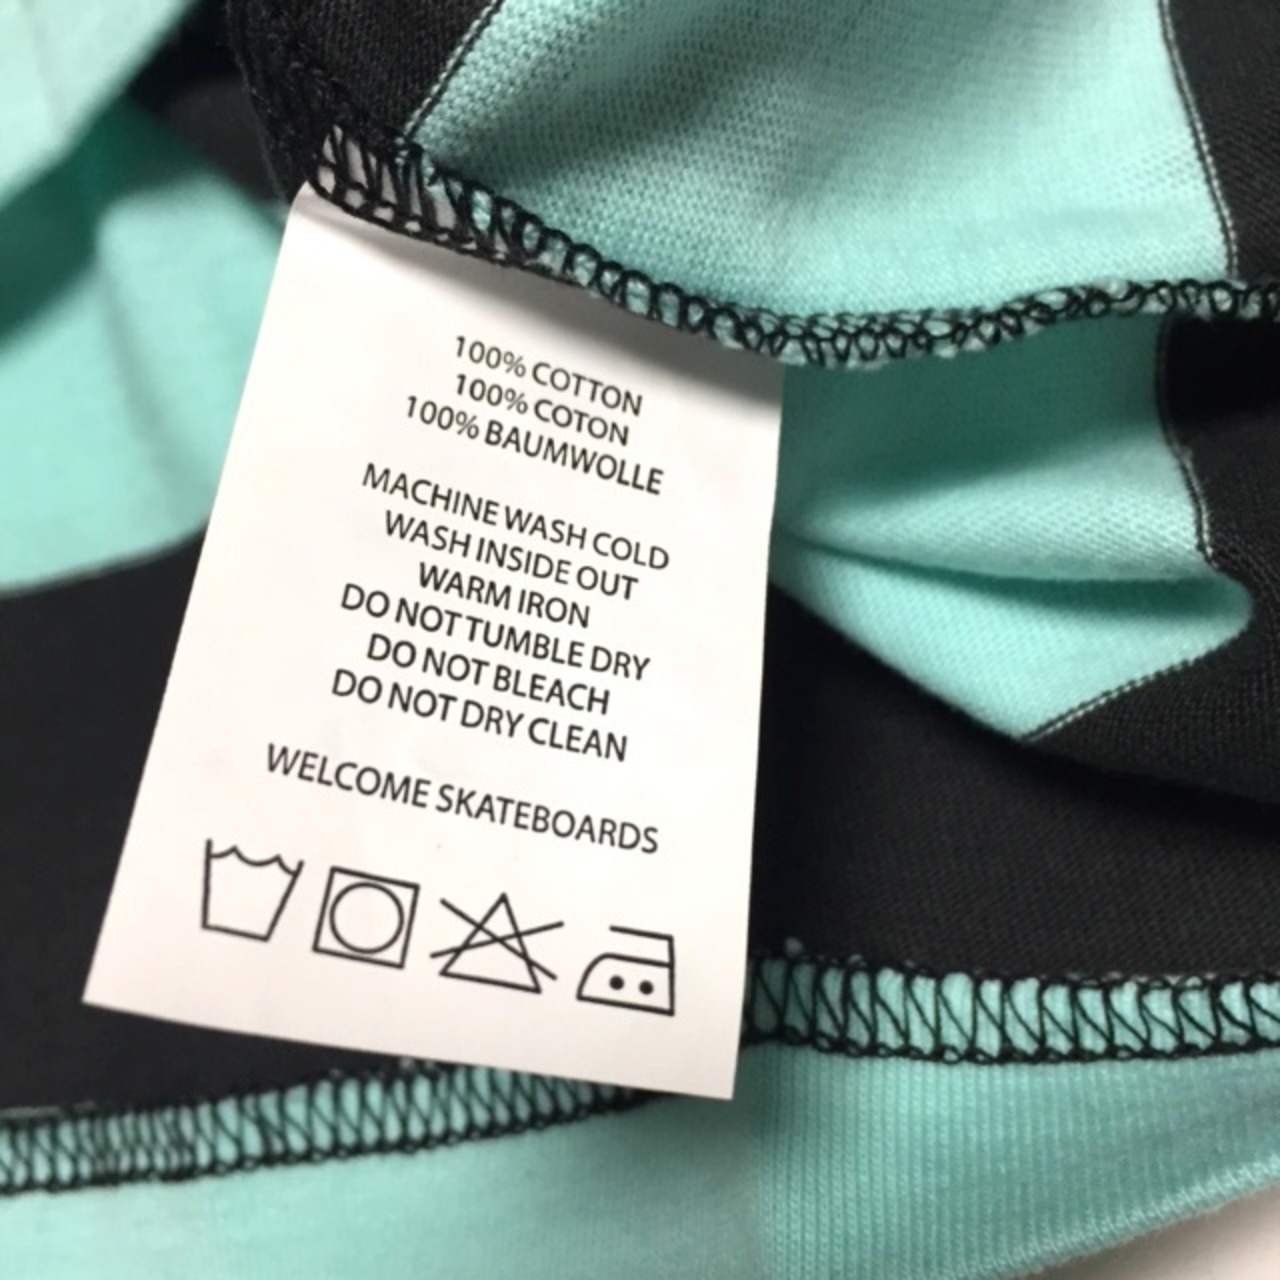 100% COTTON
100% COTON
100% BAUMWOLLE
MACHINE WASH COLD
WASH INSIDE OUT
WARM IRON
DO NOT TUMBLE DRY
DO NOT BLEACH
DO NOT DRY CLEAN
WELCOME SKATEBOARDS